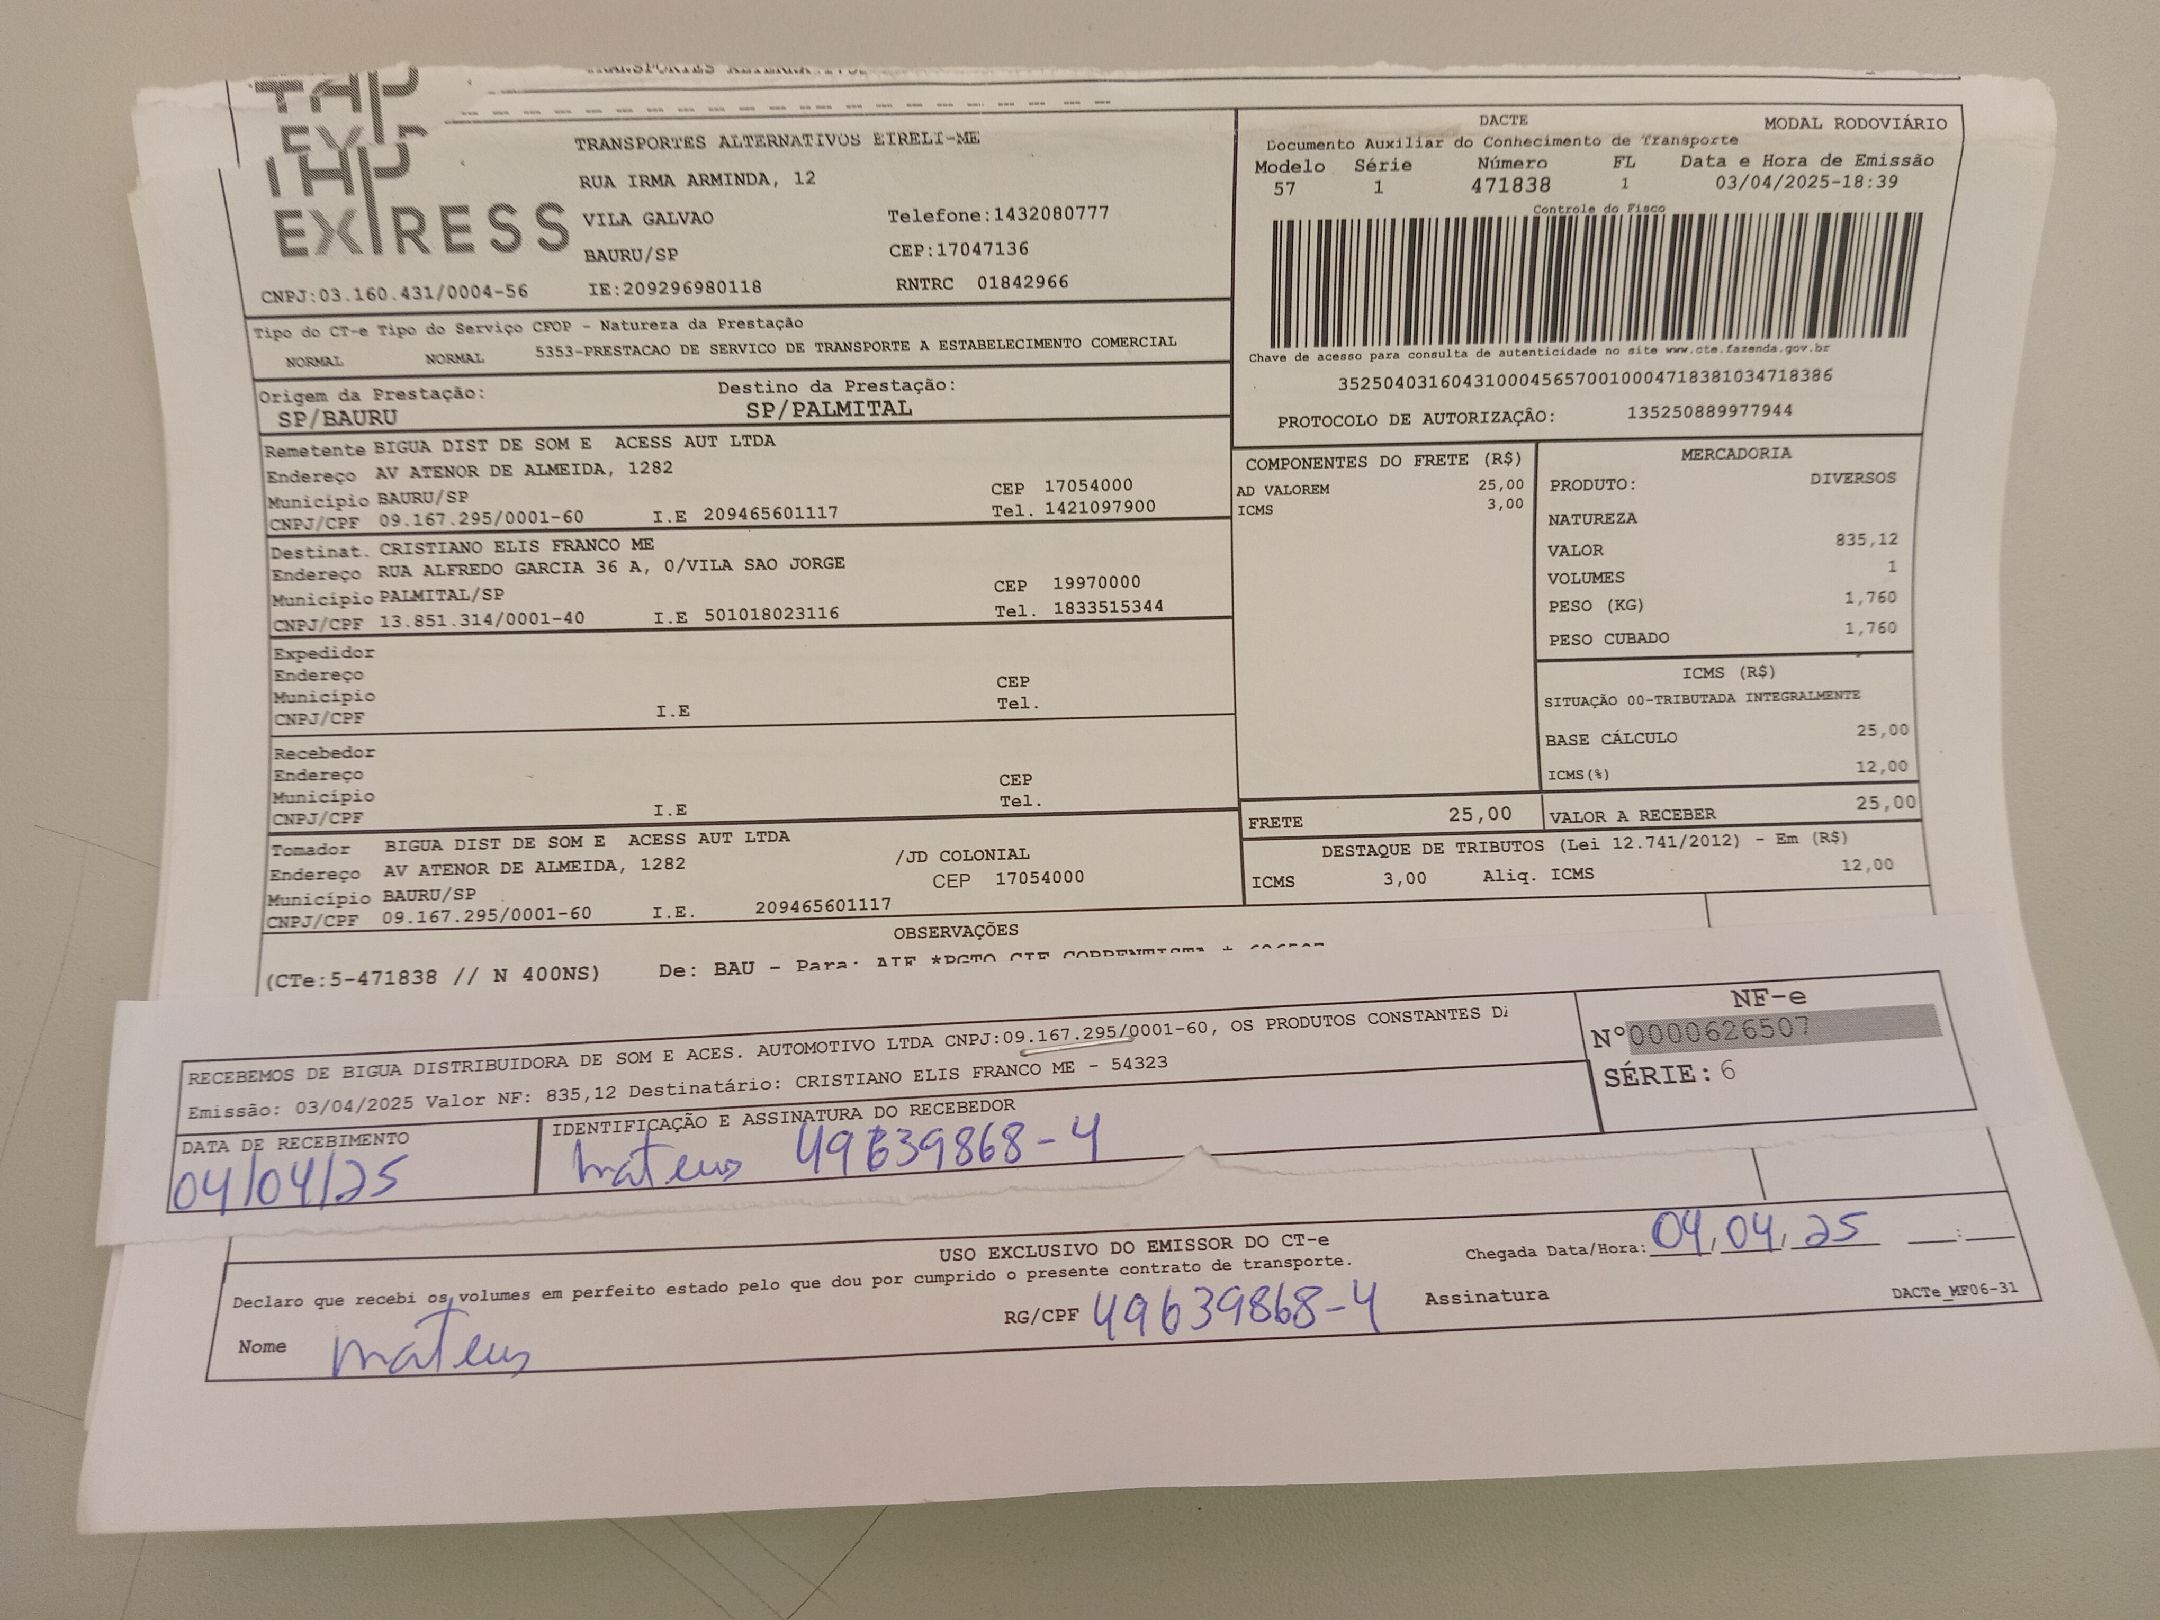 TAP
TRANSPORTES ALTERNATIVOS EIRELI-ME
RUA IRMA ARMINDA, 12
VILA GALVAO Telefone:1432080777
BAURU/SP CEP:17047136
CNPJ:03.160.431/0004-56 IE:209296980118 RNTRC 01842966
TAP
EXPRESS
DACTE MODAL RODOVIÁRIO
Documento Auxiliar do Conhecimento de Transporte
Modelo Série Número FL Data e Hora de Emissão
57 1 471838 1 03/04/2025-18:39
Controle do Fisco
Chave de acesso para consulta de autenticidade no site www.cte.fazenda.gov.br
35250403160431000456570010004718381034718386
PROTOCOLO DE AUTORIZAÇÃO: 135250889977944
Tipo do CT-e Tipo do Serviço CFOP - Natureza da Prestação
NORMAL NORMAL 5353-PRESTACAO DE SERVICO DE TRANSPORTE A ESTABELECIMENTO COMERCIAL
Origem da Prestação: Destino da Prestação:
SP/BAURU SP/PALMITAL
Remetente BIGUA DIST DE SOM E ACESS AUT LTDA
Endereço AV ATENOR DE ALMEIDA, 1282
Município BAURU/SP CEP 17054000
CNPJ/CPF 09.167.295/0001-60 I.E 209465601117 Tel. 1421097900
Destinat. CRISTIANO ELIS FRANCO ME
Endereço RUA ALFREDO GARCIA 36 A, 0/VILA SAO JORGE
Município PALMITAL/SP CEP 19970000
CNPJ/CPF 13.851.314/0001-40 I.E 501018023116 Tel. 1833515344
Expedidor
Endereço
Município CEP
CNPJ/CPF I.E Tel.
Recebedor
Endereço
Município CEP
CNPJ/CPF I.E Tel.
Tomador BIGUA DIST DE SOM E ACESS AUT LTDA
Endereço AV ATENOR DE ALMEIDA, 1282 /JD COLONIAL
Município BAURU/SP CEP 17054000
CNPJ/CPF 09.167.295/0001-60 I.E. 209465601117
COMPONENTES DO FRETE (R$)
AD VALOREM 25,00
ICMS 3,00
MERCADORIA
PRODUTO: DIVERSOS
NATUREZA
VALOR 835,12
VOLUMES 1
PESO (KG) 1,760
PESO CUBADO 1,760
ICMS (R$)
SITUAÇÃO 00-TRIBUTADA INTEGRALMENTE
BASE CÁLCULO 25,00
ICMS(%) 12,00
FRETE 25,00 VALOR A RECEBER 25,00
DESTAQUE DE TRIBUTOS (Lei 12.741/2012) - Em (R$)
ICMS 3,00 Aliq. ICMS 12,00
OBSERVAÇÕES
(CTe:5-471838 // N 400NS) De: BAU - Para:
RECEBEMOS DE BIGUA DISTRIBUIDORA DE SOM E ACES. AUTOMOTIVO LTDA CNPJ:09.167.295/0001-60, OS PRODUTOS CONSTANTES
Emissão: 03/04/2025 Valor NF: 835,12 Destinatário: CRISTIANO ELIS FRANCO ME - 54323
DATA DE RECEBIMENTO IDENTIFICAÇÃO E ASSINATURA DO RECEBEDOR
04/04/25 mateus 49639868-4
NF-e
Nº0000626507
SÉRIE:6
USO EXCLUSIVO DO EMISSOR DO CT-e
Declaro que recebi os volumes em perfeito estado pelo que dou por cumprido o presente contrato de transporte.
Chegada Data/Hora: 04,04,25 :
Nome mateus RG/CPF 49639868-4 Assinatura
DACTe_MF06-31